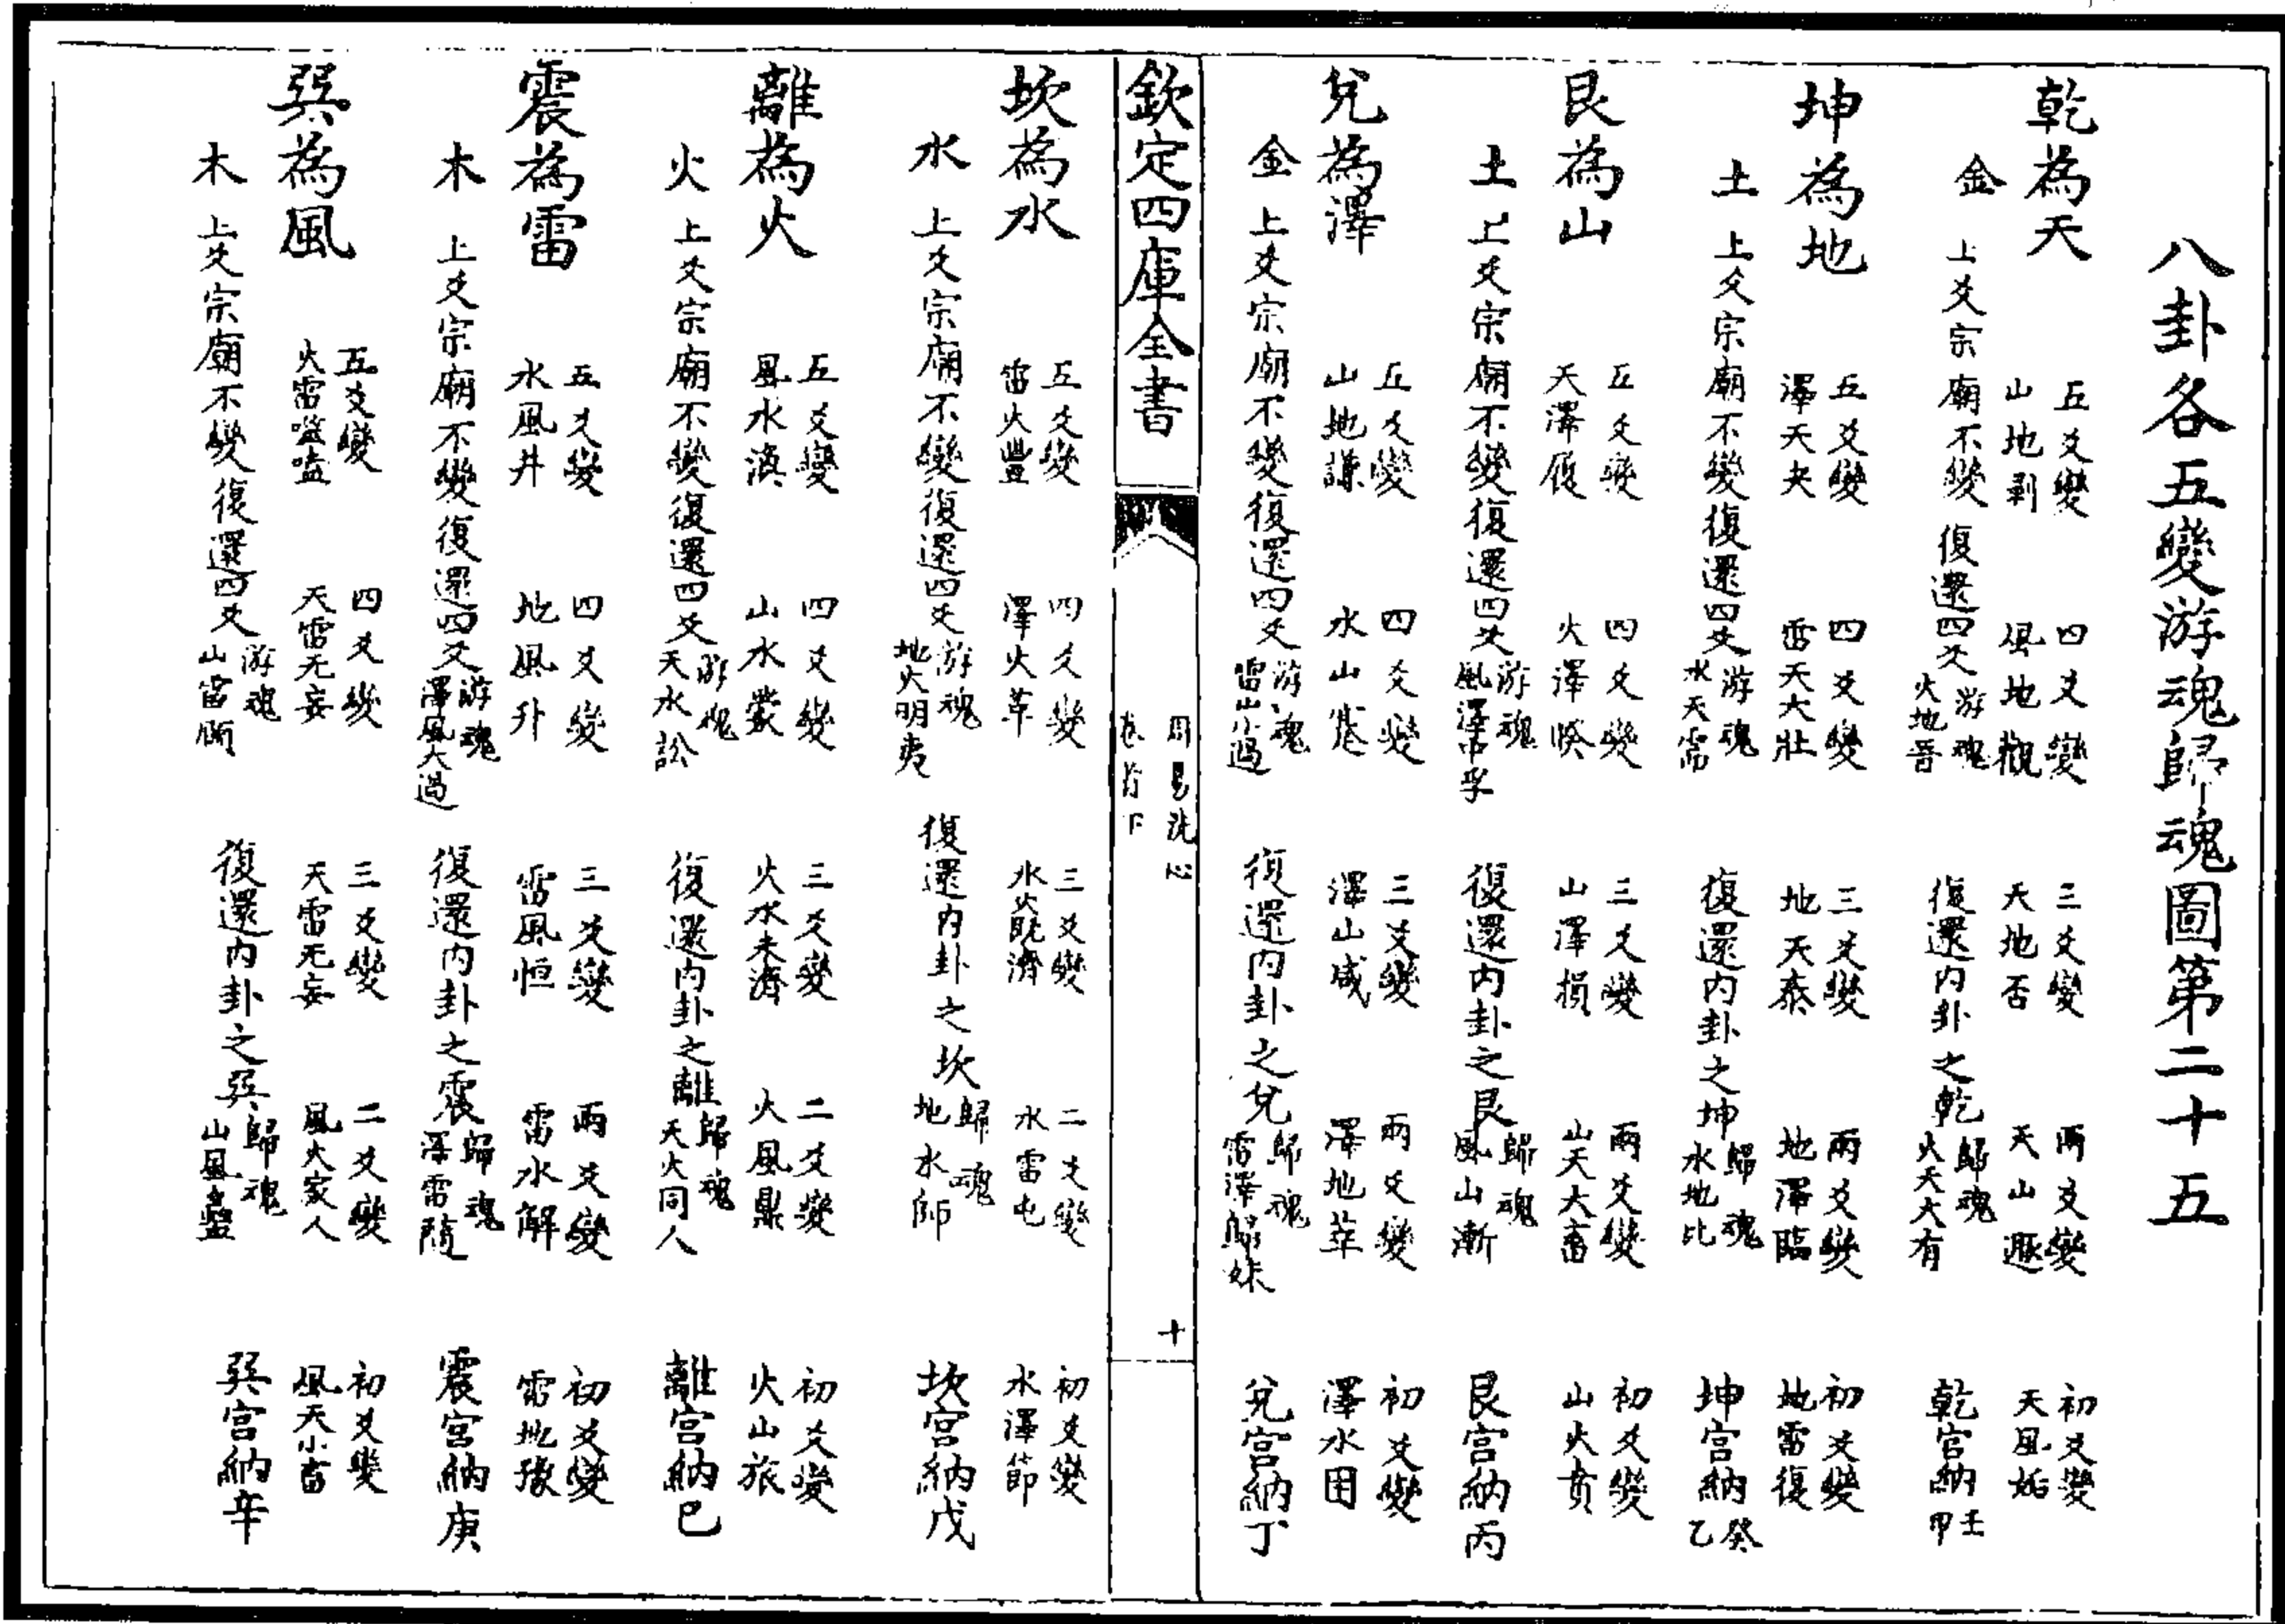 八卦各五變游魂歸魂圖第二十五
乾為天
五爻變 四爻變 三爻變 兩爻變 初爻變
山地剥 風地觀 天地否 天山遯 天風姤
金 上爻宗廟不變 復還四爻 游魂 火地晉 復還内卦之乾 歸魂 火天大有 乾宫納 壬甲
坤為地
五爻變 四爻變 三爻變 兩爻變 初爻變
澤天夬 雷天大壯 地天泰 地澤臨 地雷復
土 上爻宗廟不變復還四爻 游魂 水天需 復還内卦之坤 歸魂 水地比 坤宫納 癸乙
艮為山
五爻變 四爻變 三爻變 兩爻變 初爻變
天澤履 火澤睽 山澤損 山天大畜 山火賁
土 上爻宗廟不變復還四爻 游魂 風澤中孚 復還内卦之艮 歸魂 風山漸 艮宫納丙
兌為澤
五爻變 四爻變 三爻變 兩爻變 初爻變
山地謙 水山蹇 澤山咸 澤地萃 澤水困
金 上爻宗廟不變復還四爻 游魂 雷山小過 復還内卦之兌 歸魂 雷澤歸妹 兌宫納丁
欽定四庫全書
周易洗心
卷首下
十
坎為水
五爻變 四爻變 三爻變 二爻變 初爻變
雷火豐 澤火革 水火既濟 水雷屯 水澤節
水 上爻宗廟不變復還四爻 游魂 地火明夷 復還内卦之坎 歸魂 地水師 坎宫納戊
離為火
五爻變 四爻變 三爻變 二爻變 初爻變
風水渙 山水蒙 火水未濟 火風鼎 火山旅
火 上爻宗廟不變復還四爻 游魂 天水訟 復還内卦之離 歸魂 天火同人 離宫納巳
震為雷
五爻變 四爻變 三爻變 兩爻變 初爻變
水風井 地風升 雷風恒 雷水解 雷地豫
木 上爻宗廟不變復還四爻 游魂 澤風大過 復還内卦之震 歸魂 澤雷隨 震宫納庚
巽為風
五爻變 四爻變 三爻變 二爻變 初爻變
火雷噬嗑 天雷无妄 天雷无妄 風火家人 風天小畜
木 上爻宗廟不變復還四爻 游魂 山雷頤 復還内卦之巽 歸魂 山風蠱 巽宫納辛